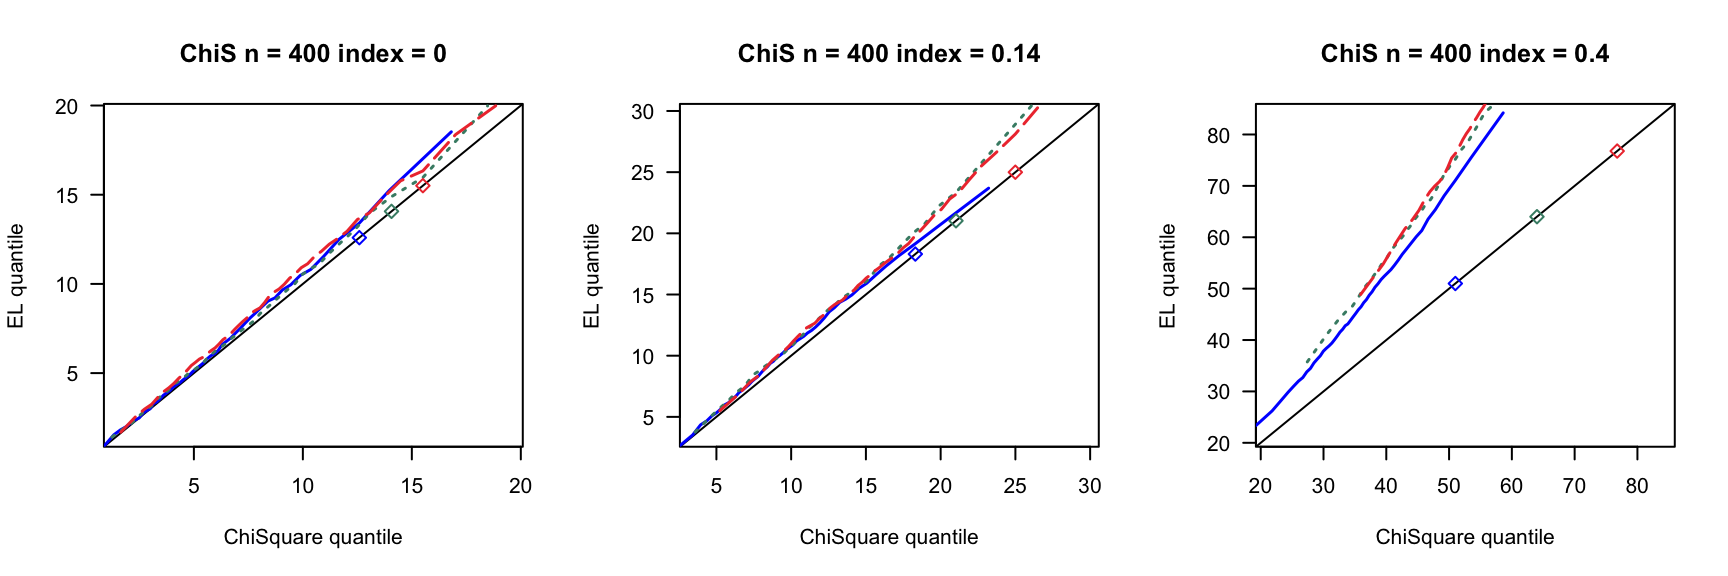 ChiS n = 400 index = 0
20
15
10
5
EL quantile
5 10 15 20
ChiSquare quantile
ChiS n = 400 index = 0.14
30
25
20
15
10
5
EL quantile
5 10 15 20 25 30
ChiSquare quantile
ChiS n = 400 index = 0.4
80
70
60
50
40
30
20
EL quantile
20 30 40 50 60 70 80
ChiSquare quantile